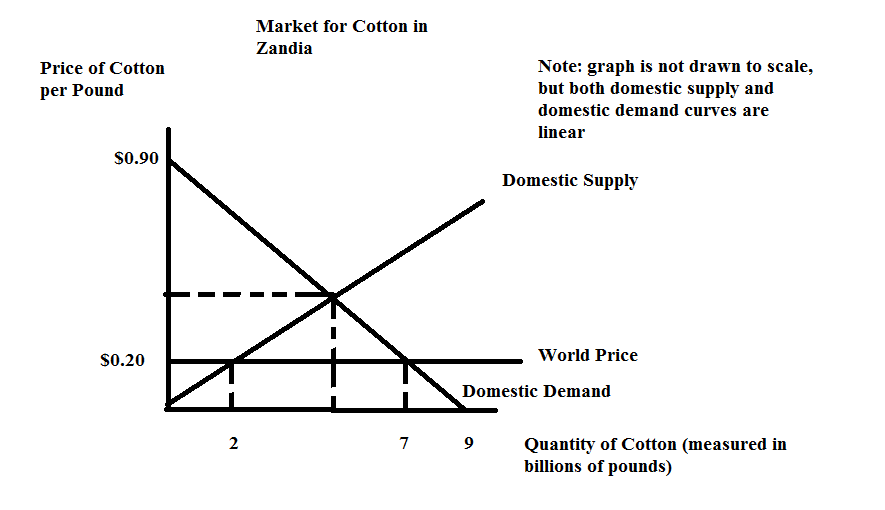 Market for Cotton in
Zandia
Price of Cotton
per Pound
Note: graph is not drawn to scale,
but both domestic supply and
domestic demand curves are
linear
$0.90
Domestic Supply
$0.20
World Price
Domestic Demand
2
7
9
Quantity of Cotton (measured in
billions of pounds)